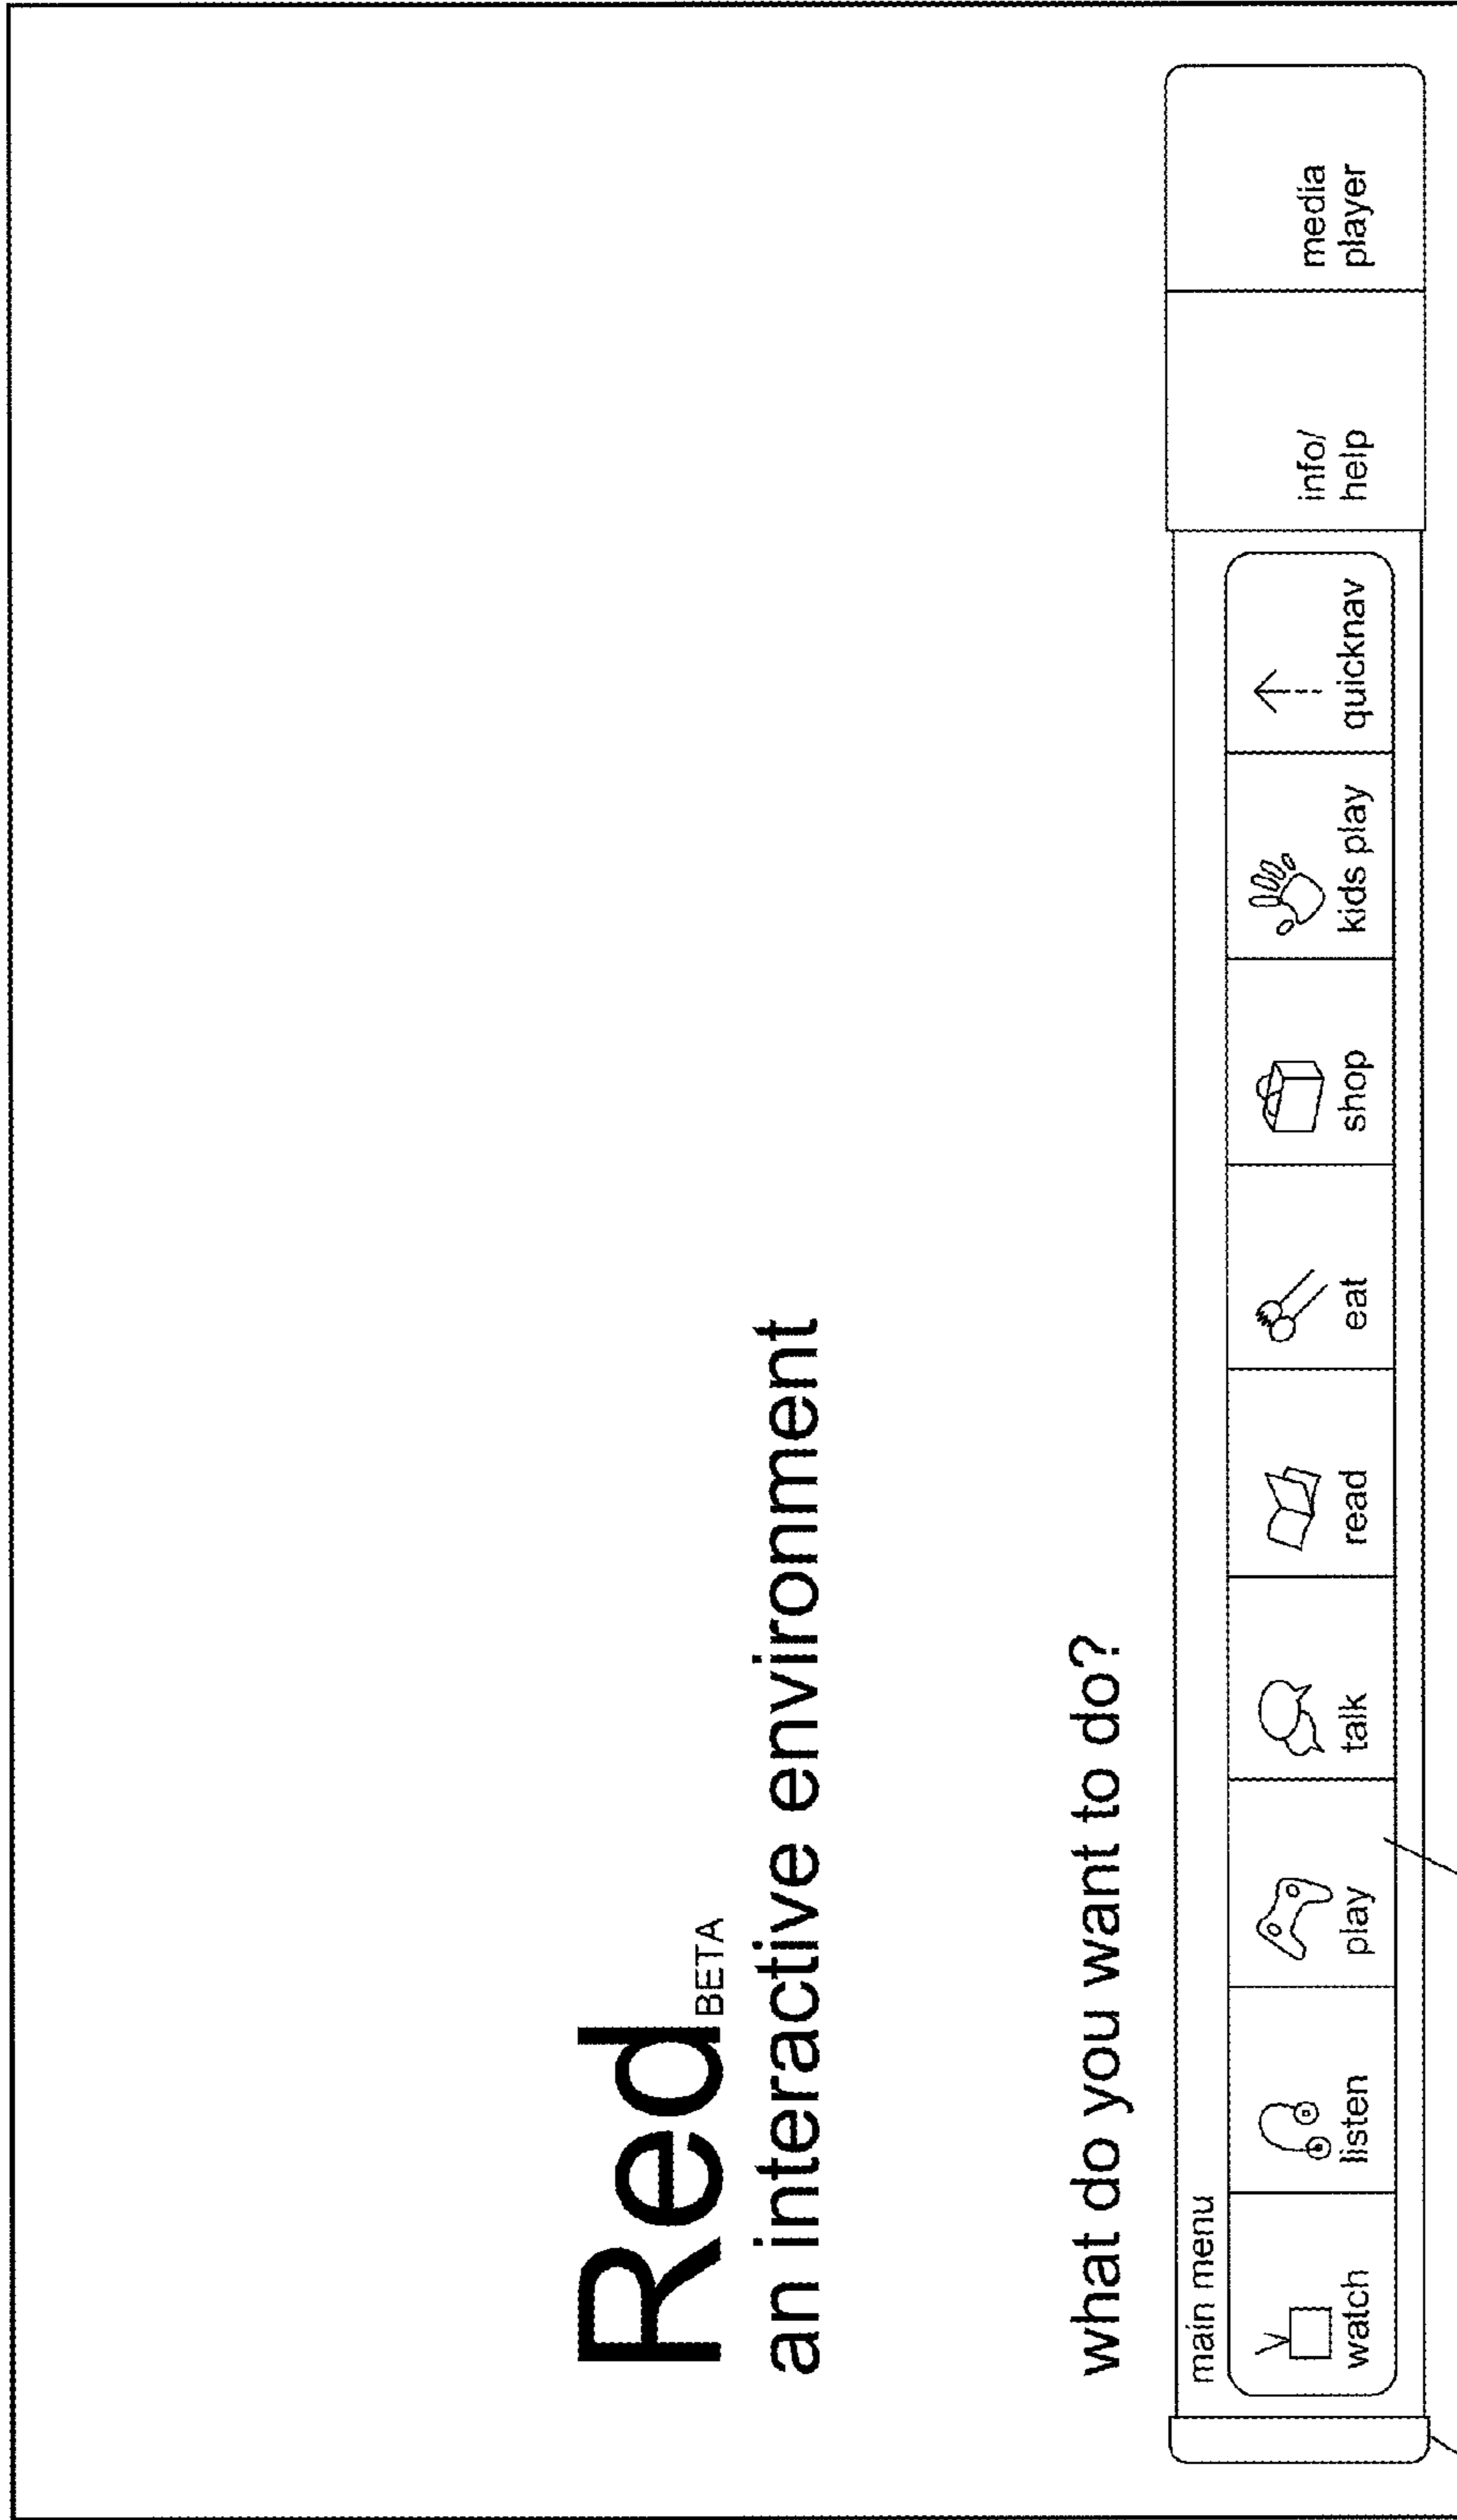 Red BETA
an interactive environment
what do you want to do?
main menu
watch
listen
play
talk
read
eat
shop
kids play
quicknav
info/
help
media
player